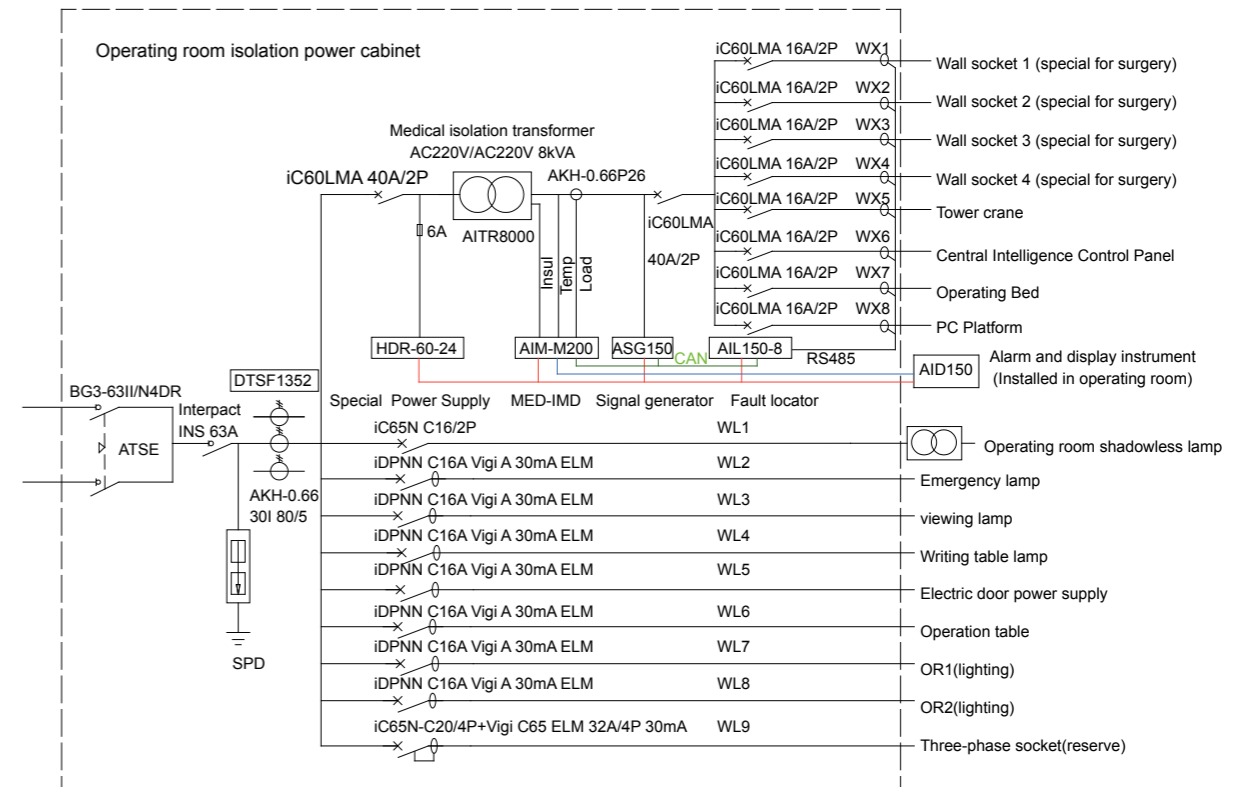 Operating room isolation power cabinet
iC60LMA 16A/2P WX1
Wall socket 1 (special for surgery)
iC60LMA 16A/2P WX2
Wall socket 2 (special for surgery)
iC60LMA 16A/2P WX3
Wall socket 3 (special for surgery)
iC60LMA 16A/2P WX4
Wall socket 4 (special for surgery)
iC60LMA 16A/2P WX5
Tower crane
iC60LMA 16A/2P WX6
Central Intelligence Control Panel
iC60LMA 16A/2P WX7
Operating Bed
iC60LMA 16A/2P WX8
PC Platform
Medical isolation transformer
AC220V/AC220V 8kVA
iC60LMA 40A/2P
AKH-0.66P26
iC60LMA
40A/2P
6A
AITR8000
Insul
Temp
Load
HDR-60-24
AIM-M200
ASG150
CAN
AIL150-8
RS485
AID150
Alarm and display instrument
(Installed in operating room)
Special Power Supply
MED-IMD
Signal generator
Fault locator
BG3-63II/N4DR
ATSE
Interpact
INS 63A
DTSF1352
AKH-0.66
30I 80/5
SPD
iC65N C16/2P WL1
Operating room shadowless lamp
iDPNN C16A Vigi A 30mA ELM WL2
Emergency lamp
iDPNN C16A Vigi A 30mA ELM WL3
viewing lamp
iDPNN C16A Vigi A 30mA ELM WL4
Writing table lamp
iDPNN C16A Vigi A 30mA ELM WL5
Electric door power supply
iDPNN C16A Vigi A 30mA ELM WL6
Operation table
iDPNN C16A Vigi A 30mA ELM WL7
OR1(lighting)
iDPNN C16A Vigi A 30mA ELM WL8
OR2(lighting)
iC65N-C20/4P+Vigi C65 ELM 32A/4P 30mA WL9
Three-phase socket(reserve)